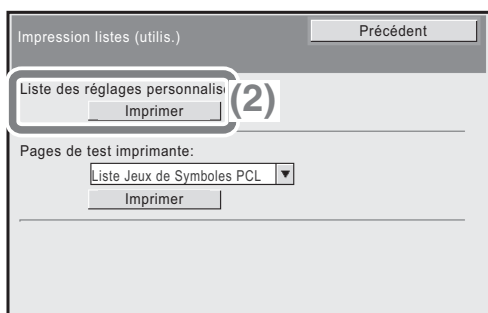 Impression listes (utilis.)
Précédent
Liste des réglages personnalis
(2)
Imprimer
Pages de test imprimante:
Liste Jeux de Symboles PCL
Imprimer